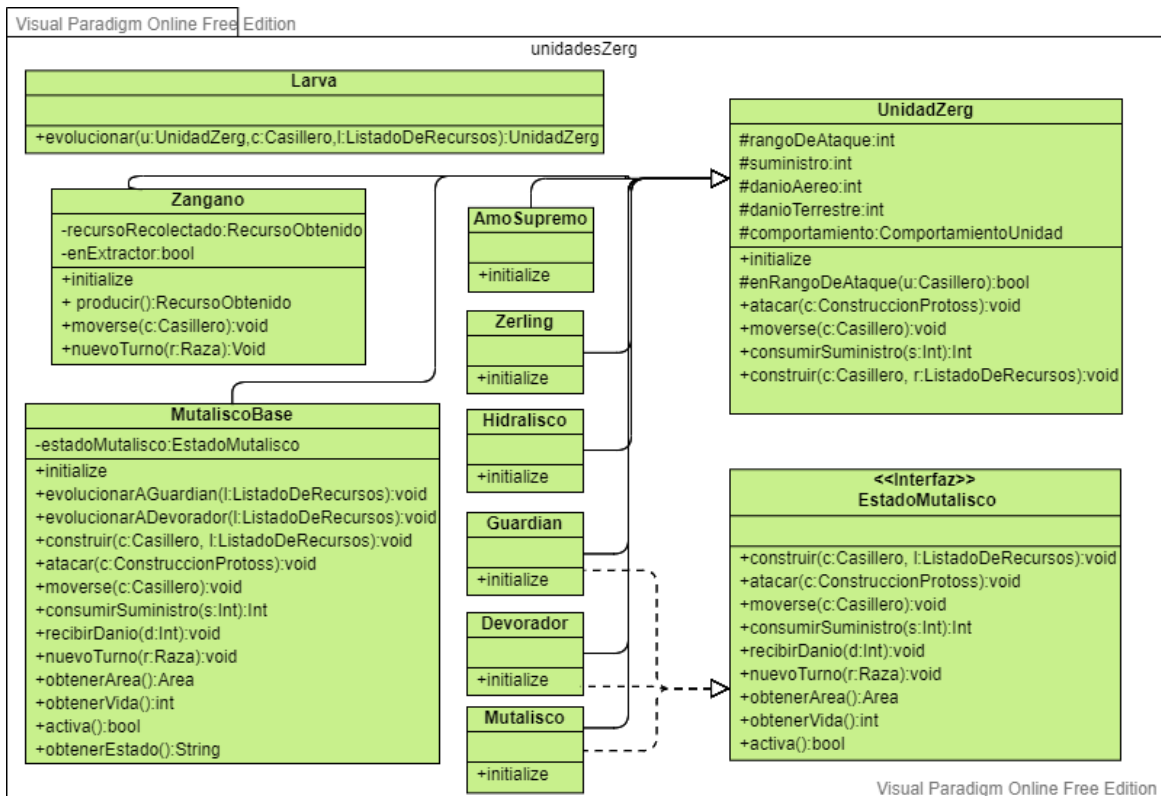 Visual Paradigm Online Free Edition
unidadesZerg
Larva
+evolucionar(u:UnidadZerg,c:Casillero,l:ListadoDeRecursos):UnidadZerg
Zangano
-recursoRecolectado:RecursoObtenido
-enExtractor:bool
+initialize
+ producir():RecursoObtenido
+moverse(c:Casillero):void
+nuevoTurno(r:Raza):Void
MutaliscoBase
-estadoMutalisco:EstadoMutalisco
+initialize
+evolucionarAGuardian(l:ListadoDeRecursos):void
+evolucionarADevorador(l:ListadoDeRecursos):void
+construir(c:Casillero, l:ListadoDeRecursos):void
+atacar(c:ConstruccionProtoss):void
+moverse(c:Casillero):void
+consumirSuministro(s:Int):Int
+recibirDanio(d:Int):void
+nuevoTurno(r:Raza):void
+obtenerArea():Area
+obtenerVida():int
+activa():bool
+obtenerEstado():String
AmoSupremo
+initialize
Zerling
+initialize
Hidralisco
+initialize
Guardian
+initialize
Devorador
+initialize
Mutalisco
+initialize
UnidadZerg
#rangoDeAtaque:int
#suministro:int
#danioAereo:int
#danioTerrestre:int
#comportamiento:ComportamientoUnidad
+initialize
#enRangoDeAtaque(u:Casillero):bool
+atacar(c:ConstruccionProtoss):void
+moverse(c:Casillero):void
+consumirSuministro(s:Int):Int
+construir(c:Casillero, r:ListadoDeRecursos):void
<<Interfaz>>
EstadoMutalisco
+construir(c:Casillero, l:ListadoDeRecursos):void
+atacar(c:ConstruccionProtoss):void
+moverse(c:Casillero):void
+consumirSuministro(s:Int):Int
+recibirDanio(d:Int):void
+nuevoTurno(r:Raza):void
+obtenerArea():Area
+obtenerVida():int
+activa():bool
Visual Paradigm Online Free Edition